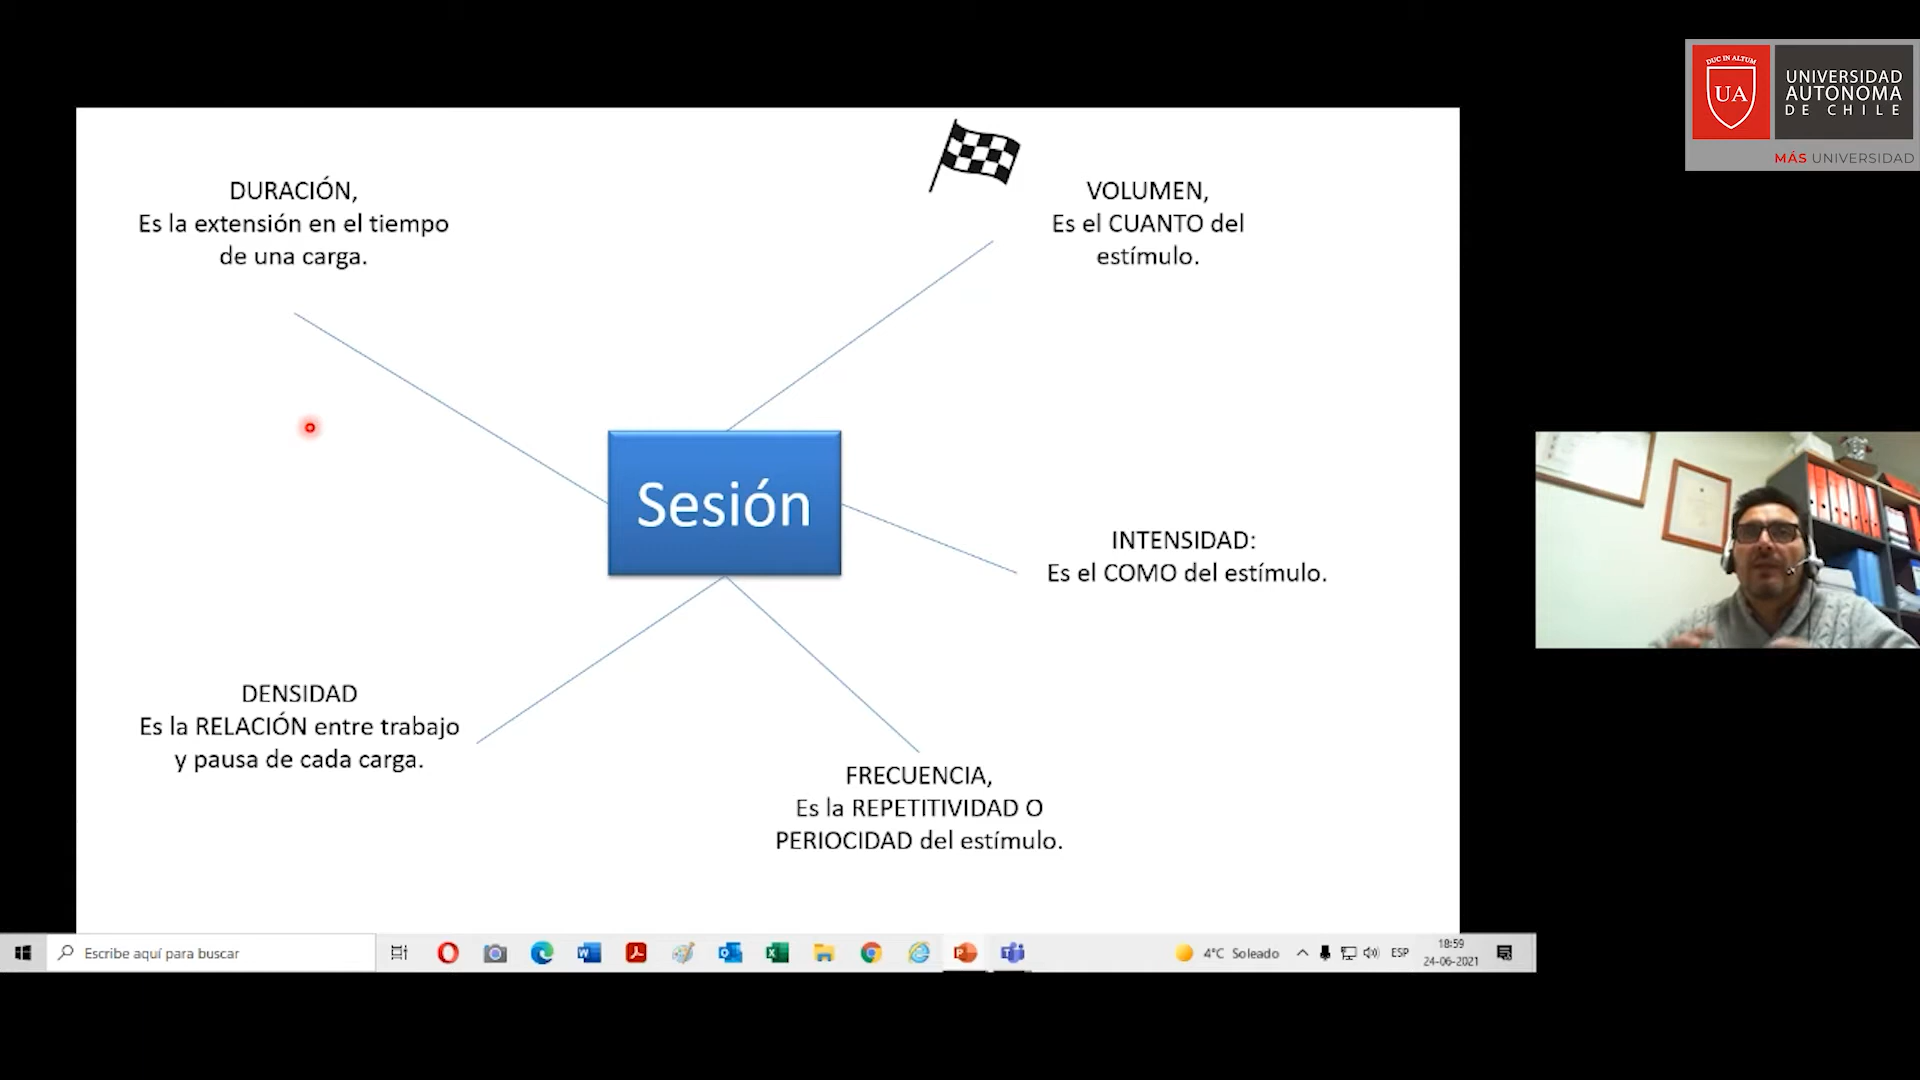 DURACIÓN,
Es la extensión en el tiempo
de una carga.
VOLUMEN,
Es el CUANTO del
estímulo.
Sesión
INTENSIDAD:
Es el COMO del estímulo.
DENSIDAD
Es la RELACIÓN entre trabajo
y pausa de cada carga.
FRECUENCIA,
Es la REPETITIVIDAD O
PERIOCIDAD del estímulo.
DUC IN ALTUM
UA
UNIVERSIDAD
AUTONOMA
DE CHILE
MÁS UNIVERSIDAD
Escribe aquí para buscar
4°C Soleado
ESP
18:59
24-06-2021